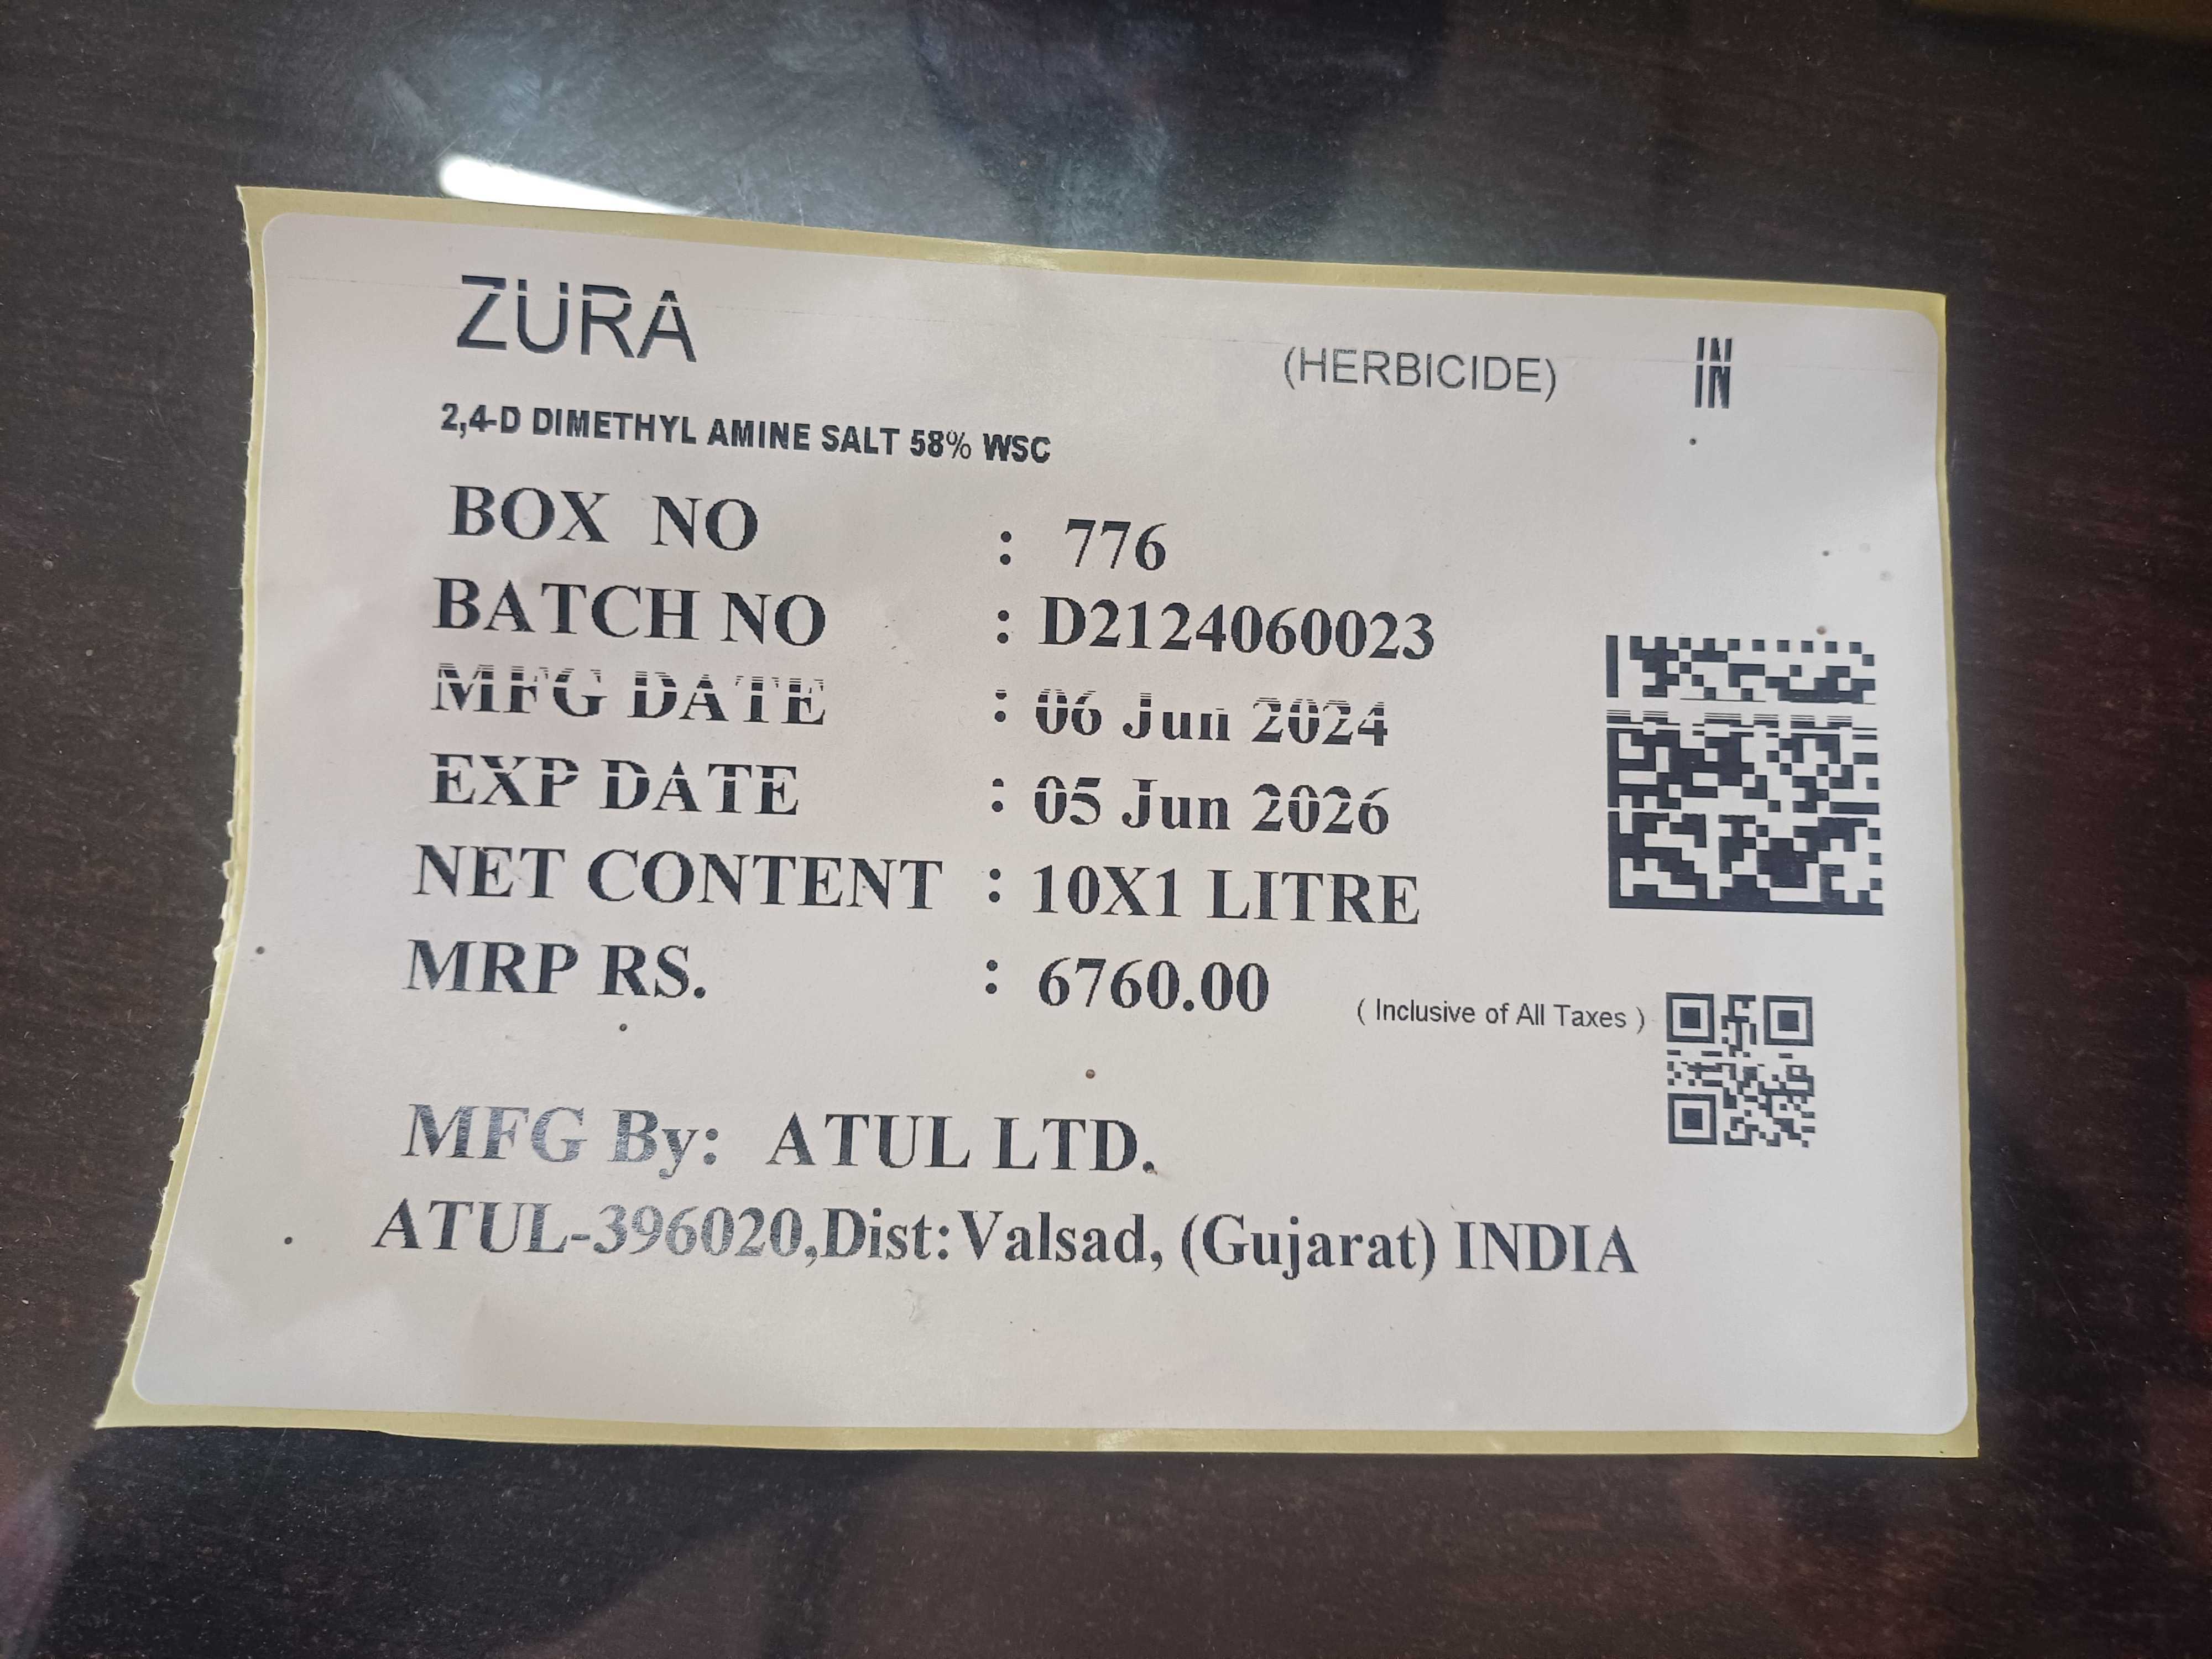 ZURA
(HERBICIDE)
IN
IN
2,4-D DIMETHYL AMINE SALT 58% WSC
BOX NO : 776
BATCH NO : D2124060023
MFG DATE : 06 Jun 2024
EXP DATE : 05 Jun 2026
NET CONTENT : 10X1 LITRE
MRP RS. : 6760.00 ( Inclusive of All Taxes )
MFG By: ATUL LTD.
ATUL-396020,Dist:Valsad, (Gujarat) INDIA